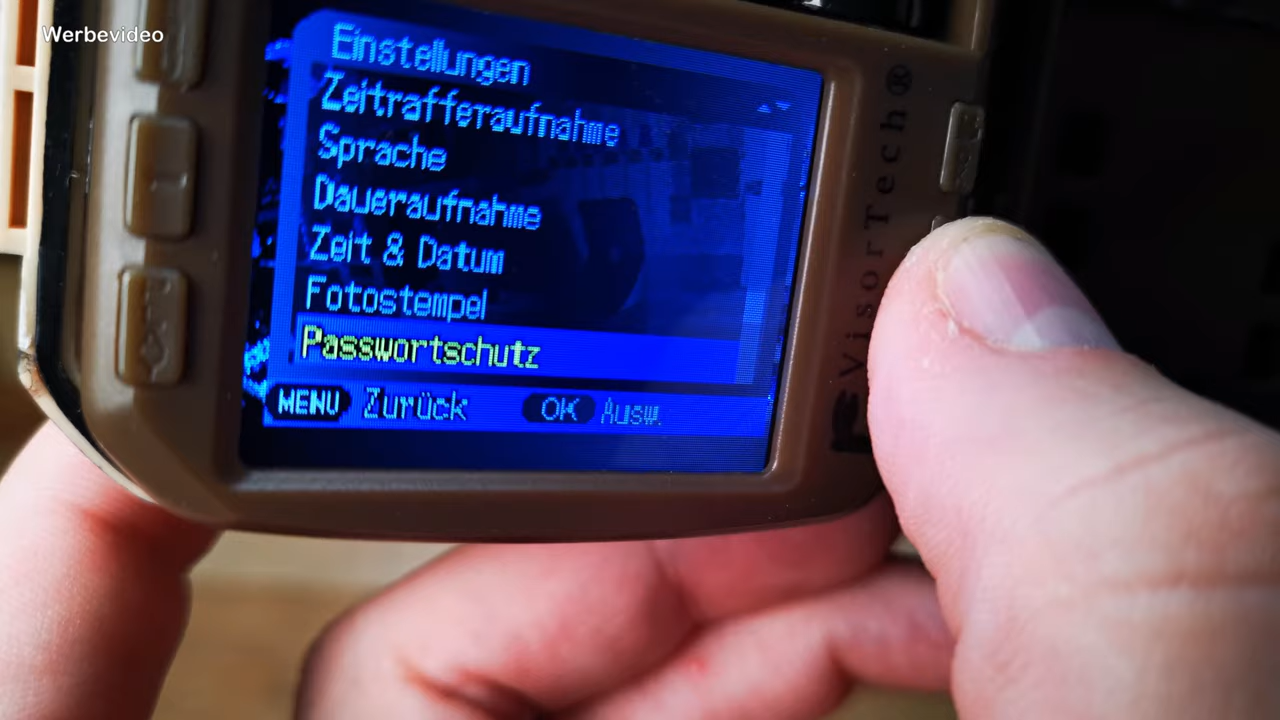 Werbevideo
Einstellungen
Zeitrafferaufnahme
Sprache
Daueraufnahme
Zeit & Datum
Fotostempel
Passwortschutz
MENU Zurück OK Ausw.
VisorTech®